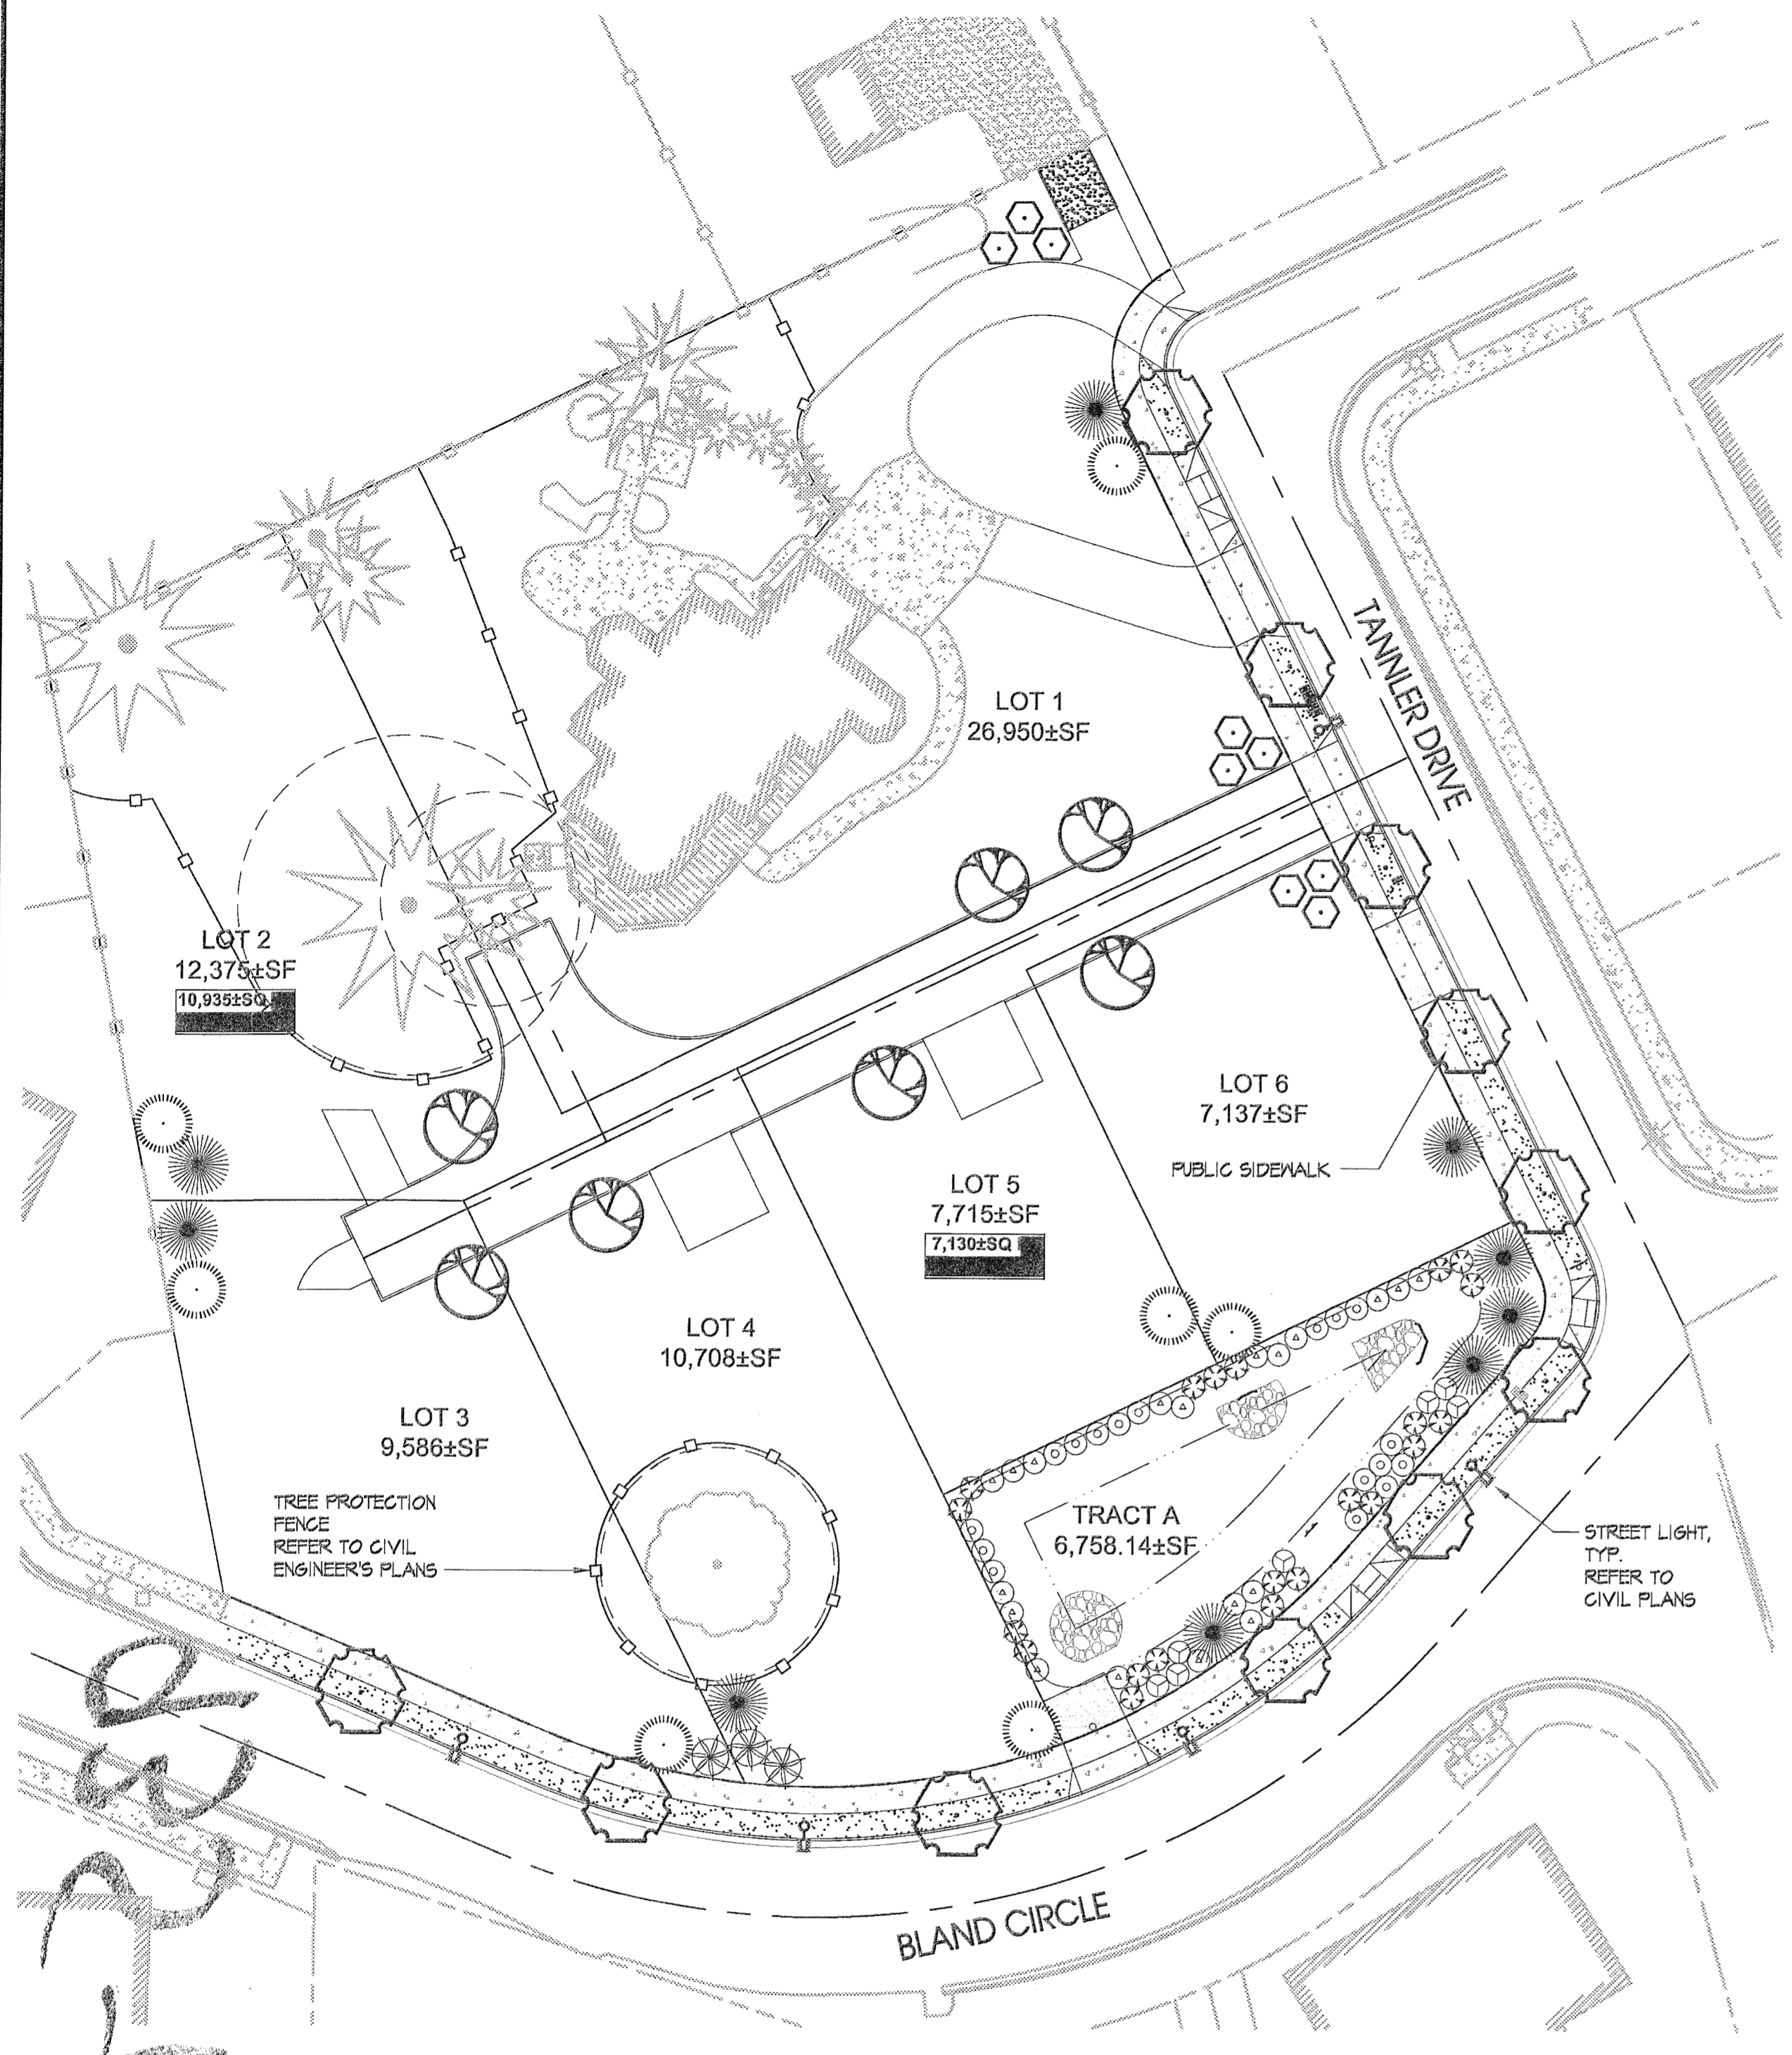 LOT 1
26,950±SF
TANNLER DRIVE
LOT 2
12,375±SF
10,935±SQ
LOT 6
7,137±SF
PUBLIC SIDEWALK
LOT 5
7,715±SF
7,130±SQ
LOT 4
10,708±SF
LOT 3
9,586±SF
TREE PROTECTION
FENCE
REFER TO CIVIL
ENGINEER'S PLANS
TRACT A
6,758.14±SF
STREET LIGHT,
TYP.
REFER TO
CIVIL PLANS
BLAND CIRCLE